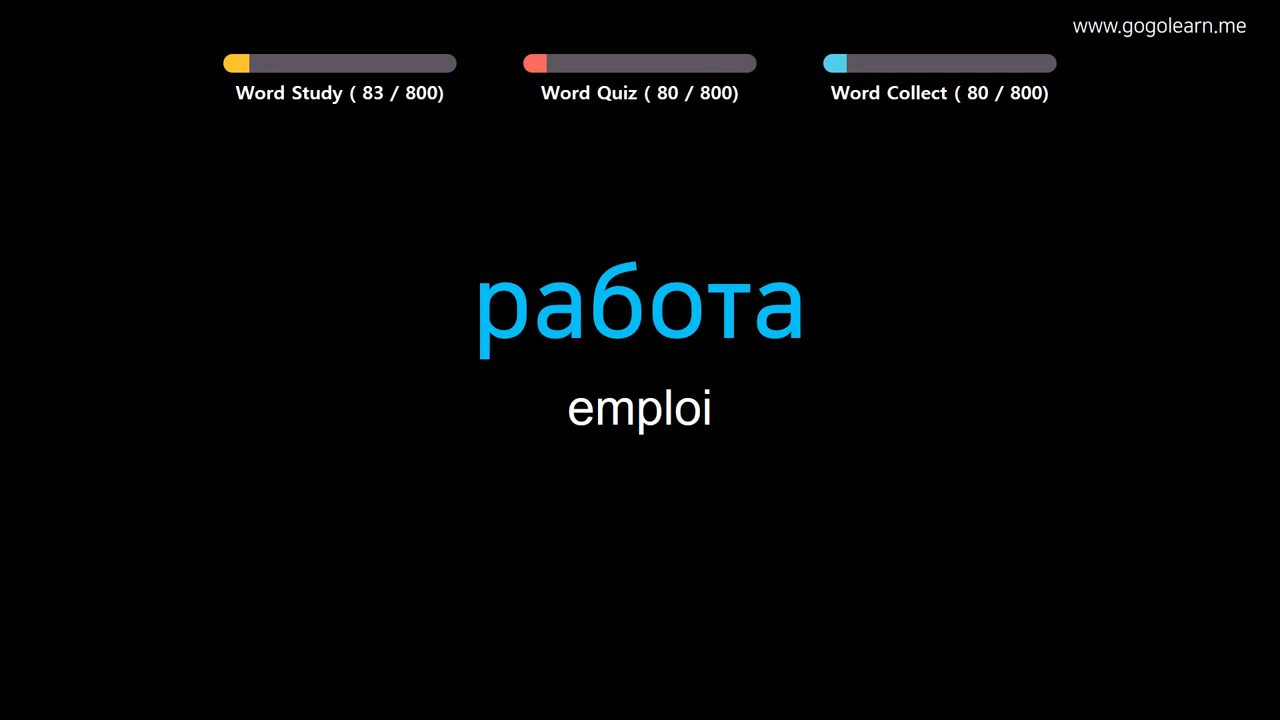 www.gogolearn.me
Word Study ( 83 / 800)
Word Quiz ( 80 / 800)
Word Collect ( 80 / 800)
работа
emploi